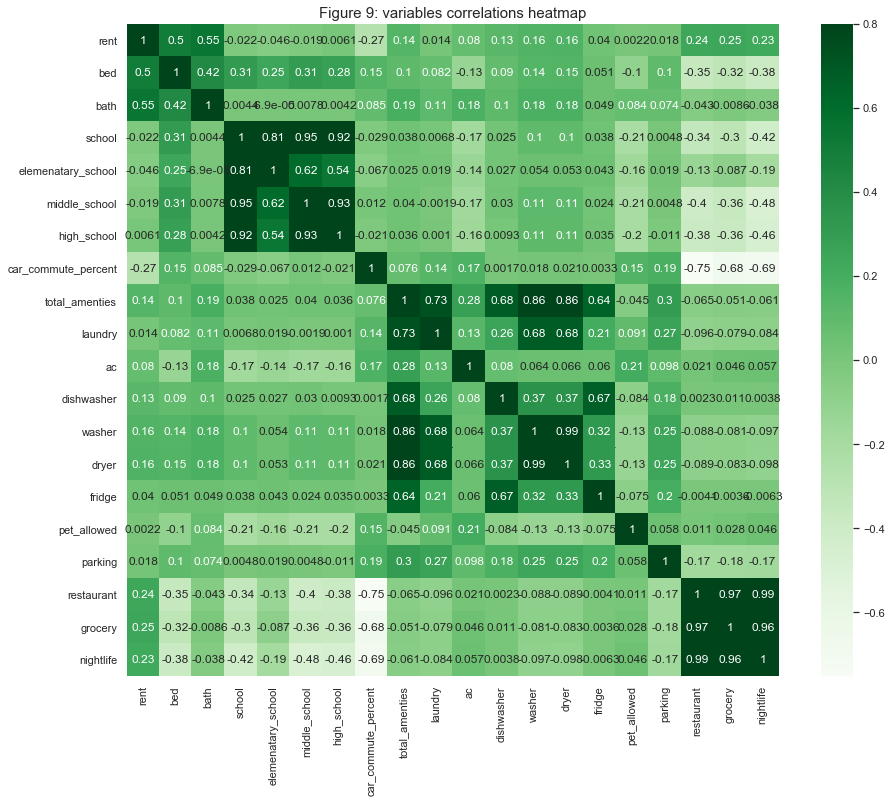 Figure 9: variables correlations heatmap
rent 1 0.5 0.55 -0.022 -0.046 -0.019 0.0061 -0.27 0.14 0.014 0.08 0.13 0.16 0.16 0.04 0.0022 0.018 0.24 0.25 0.23
bed 0.5 1 0.42 0.31 0.25 0.31 0.28 0.15 0.1 0.082 -0.13 0.09 0.14 0.15 0.051 -0.1 0.1 -0.35 -0.32 -0.38
bath 0.55 0.42 1 0.0044 0.0078 0.0042 0.085 0.19 0.11 0.18 0.1 0.18 0.18 0.049 0.084 0.074 -0.043 -0.0086 -0.038
school -0.022 0.31 0.0044 1 0.81 0.95 0.92 -0.029 0.038 0.0068 -0.17 0.025 0.1 0.1 0.038 -0.21 0.0048 -0.34 -0.3 -0.42
elemenatary_school -0.046 0.25 0.81 1 0.62 0.54 -0.067 0.025 0.019 -0.14 0.027 0.054 0.053 0.043 -0.16 0.019 -0.13 -0.087 -0.19
middle_school -0.019 0.31 0.0078 0.95 0.62 1 0.93 0.012 0.04 -0.0019 -0.17 0.03 0.11 0.11 0.024 -0.21 0.0048 -0.4 -0.36 -0.48
high_school 0.0061 0.28 0.0042 0.92 0.54 0.93 1 -0.021 0.036 0.001 -0.16 0.0093 0.11 0.11 0.035 -0.2 -0.011 -0.38 -0.36 -0.46
car_commute_percent -0.27 0.15 0.085 -0.029 -0.067 0.012 -0.021 1 0.076 0.14 0.17 0.0017 0.018 0.021 0.0033 0.15 0.19 -0.75 -0.68 -0.69
total_amenties 0.14 0.1 0.19 0.038 0.025 0.04 0.036 0.076 1 0.73 0.28 0.68 0.86 0.86 0.64 -0.045 0.3 -0.065 -0.051 -0.061
laundry 0.014 0.082 0.11 0.0068 0.019 -0.0019 0.001 0.14 0.73 1 0.13 0.26 0.68 0.68 0.21 0.091 0.27 -0.096 -0.079 -0.084
ac 0.08 -0.13 0.18 -0.17 -0.14 -0.17 -0.16 0.17 0.28 0.13 1 0.08 0.064 0.066 0.06 0.21 0.098 0.021 0.046 0.057
dishwasher 0.13 0.09 0.1 0.025 0.027 0.03 0.0093 0.0017 0.68 0.26 0.08 1 0.37 0.37 0.67 -0.084 0.18 0.0023 0.011 0.0038
washer 0.16 0.14 0.18 0.1 0.054 0.11 0.11 0.018 0.86 0.68 0.064 0.37 1 0.99 0.32 -0.13 0.25 -0.088 -0.081 -0.097
dryer 0.16 0.15 0.18 0.1 0.053 0.11 0.11 0.021 0.86 0.68 0.066 0.37 0.99 1 0.33 -0.13 0.25 -0.089 -0.083 -0.098
fridge 0.04 0.051 0.049 0.038 0.043 0.024 0.035 0.0033 0.64 0.21 0.06 0.67 0.32 0.33 1 -0.075 0.2 -0.0041 0.0036 -0.0063
pet_allowed 0.0022 -0.1 0.084 -0.21 -0.16 -0.21 -0.2 0.15 -0.045 0.091 0.21 -0.084 -0.13 -0.13 -0.075 1 0.058 0.011 0.028 0.046
parking 0.018 0.1 0.074 0.0048 0.019 0.0048 -0.011 0.19 0.3 0.27 0.098 0.18 0.25 0.25 0.2 0.058 1 -0.17 -0.18 -0.17
restaurant 0.24 -0.35 -0.043 -0.34 -0.13 -0.4 -0.38 -0.75 -0.065 -0.096 0.021 0.0023 -0.088 -0.089 -0.0041 0.011 -0.17 1 0.97 0.99
grocery 0.25 -0.32 -0.0086 -0.3 -0.087 -0.36 -0.36 -0.68 -0.051 -0.079 0.046 0.011 -0.081 -0.083 0.0036 0.028 -0.18 0.97 1 0.96
nightlife 0.23 -0.38 -0.038 -0.42 -0.19 -0.48 -0.46 -0.69 -0.061 -0.084 0.057 0.0038 -0.097 -0.098 -0.0063 0.046 -0.17 0.99 0.96 1
rent bed bath school elemenatary_school middle_school high_school car_commute_percent total_amenties laundry ac dishwasher washer dryer fridge pet_allowed parking restaurant grocery nightlife
0.8
0.6
0.4
0.2
0.0
−0.2
−0.4
−0.6